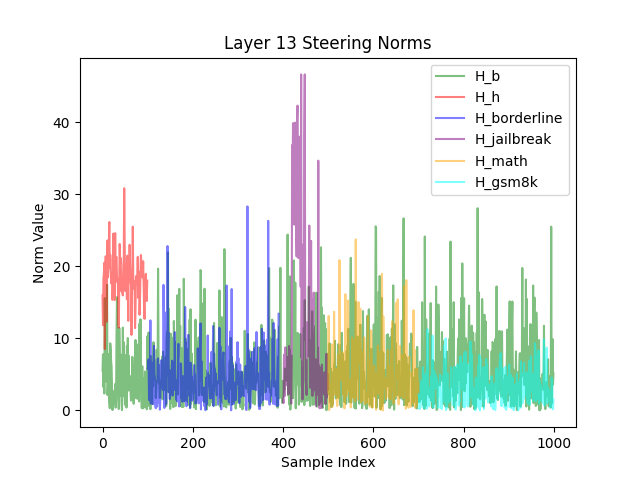 Layer 13 Steering Norms
H_b
H_h
H_borderline
H_jailbreak
H_math
H_gsm8k
Norm Value
40
30
20
10
0
0
200
400
600
800
1000
Sample Index